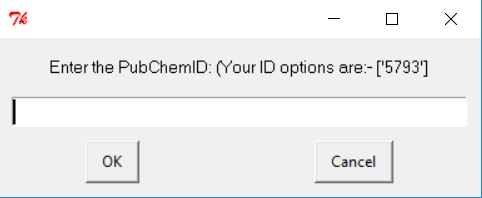 Enter the PubChemID: (Your ID options are:- ['5793']
OK Cancel